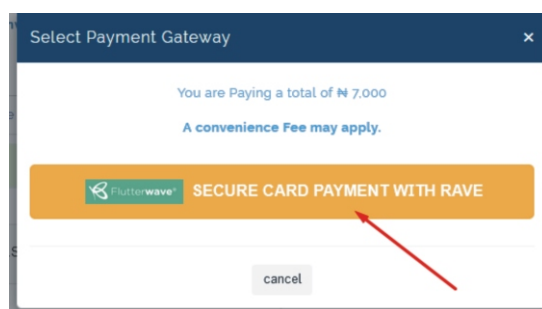 Select Payment Gateway ×
You are Paying a total of ₦ 7,000
A convenience Fee may apply.
Flutterwave SECURE CARD PAYMENT WITH RAVE
cancel